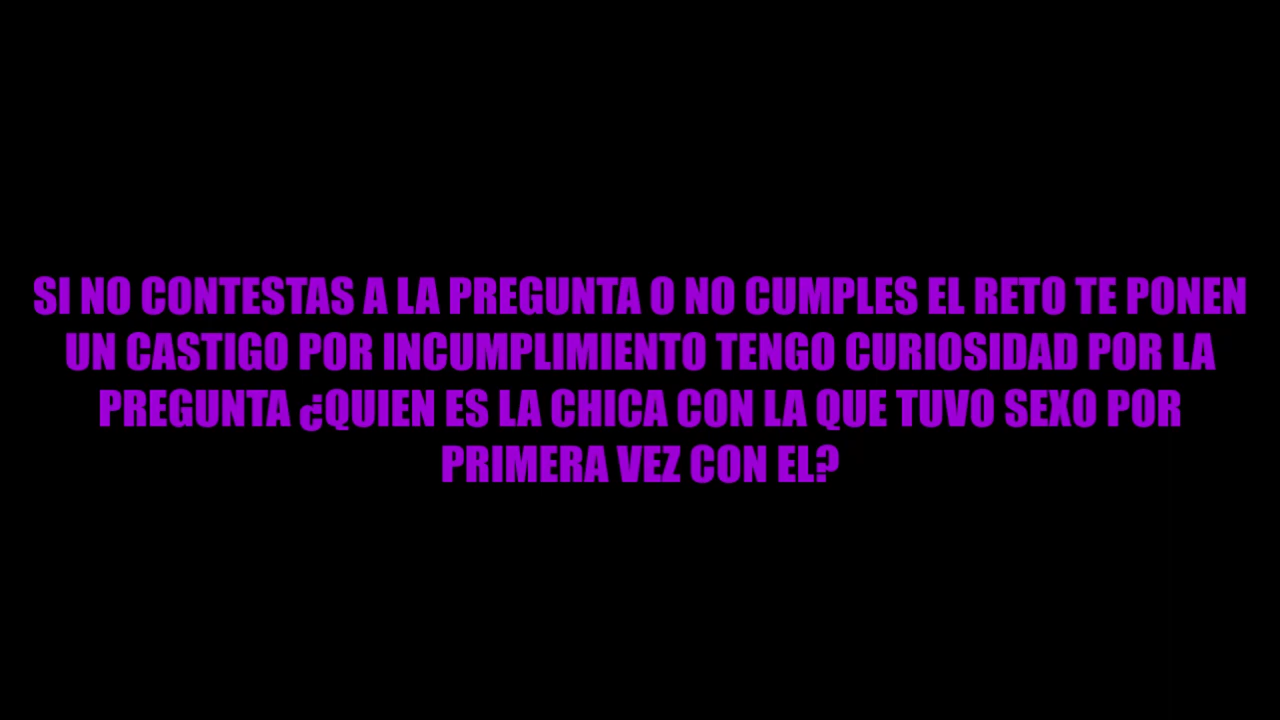 SI NO CONTESTAS A LA PREGUNTA O NO CUMPLES EL RETO TE PONEN
UN CASTIGO POR INCUMPLIMIENTO TENGO CURIOSIDAD POR LA
PREGUNTA ¿QUIEN ES LA CHICA CON LA QUE TUVO SEXO POR
PRIMERA VEZ CON EL?